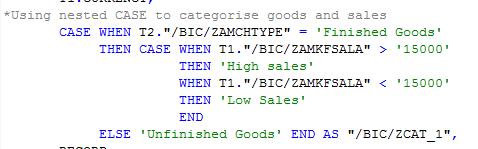 *Using nested CASE to categorise goods and sales
CASE WHEN T2."/BIC/ZAMCHTYPE" = 'Finished Goods'
THEN CASE WHEN T1."/BIC/ZAMKFSALA" > '15000'
THEN 'High sales'
WHEN T1."/BIC/ZAMKFSALA" < '15000'
THEN 'Low Sales'
END
ELSE 'Unfinished Goods' END AS "/BIC/ZCAT_1",